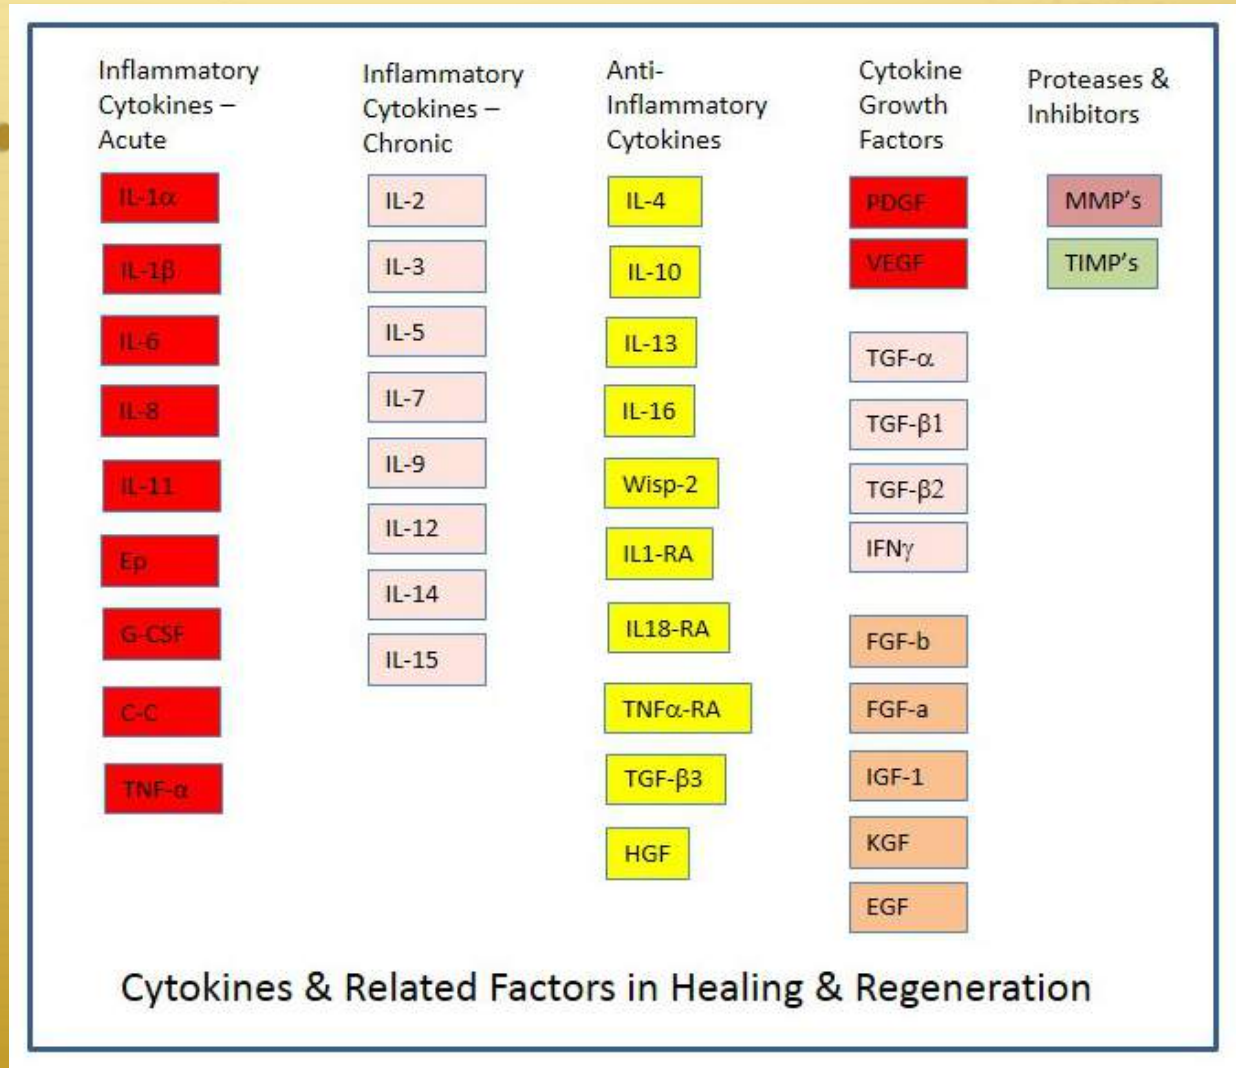 Inflammatory
Cytokines –
Acute
IL-1α
IL-1β
IL-6
IL-8
IL-11
Ep
G-CSF
C-C
TNF-α
Inflammatory
Cytokines –
Chronic
IL-2
IL-3
IL-5
IL-7
IL-9
IL-12
IL-14
IL-15
Anti-
Inflammatory
Cytokines
IL-4
IL-10
IL-13
IL-16
Wisp-2
IL1-RA
IL18-RA
TNFα-RA
TGF-β3
HGF
Cytokine
Growth
Factors
PDGF
VEGF
TGF-α
TGF-β1
TGF-β2
IFNγ
FGF-b
FGF-a
IGF-1
KGF
EGF
Proteases &
Inhibitors
MMP's
TIMP's
Cytokines & Related Factors in Healing & Regeneration